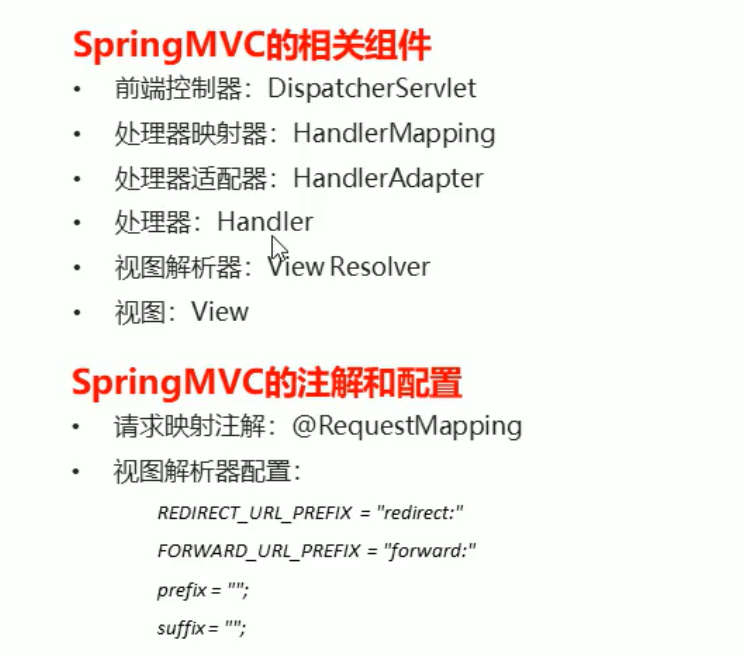 SpringMVC的相关组件
• 前端控制器：DispatcherServlet
• 处理器映射器：HandlerMapping
• 处理器适配器：HandlerAdapter
• 处理器：Handler
• 视图解析器：View Resolver
• 视图：View
SpringMVC的注解和配置
• 请求映射注解：@RequestMapping
• 视图解析器配置：
REDIRECT_URL_PREFIX = "redirect:"
FORWARD_URL_PREFIX = "forward:"
prefix = "";
suffix = "";